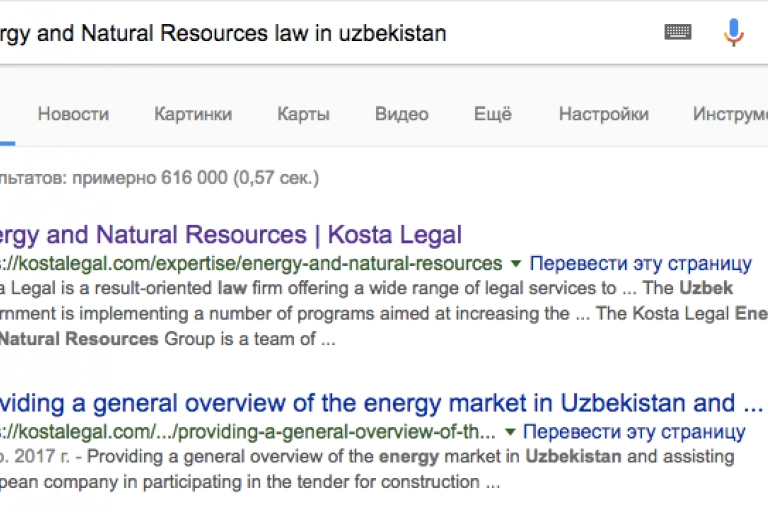 rgy and Natural Resources law in uzbekistan
Новости Картинки Карты Видео Ещё Настройки Инструме
льтатов: примерно 616 000 (0,57 сек.)
ergy and Natural Resources | Kosta Legal
s://kostalegal.com/expertise/energy-and-natural-resources ▼ Перевести эту страницу
a Legal is a result-oriented law firm offering a wide range of legal services to ... The Uzbek
rnment is implementing a number of programs aimed at increasing the ... The Kosta Legal Ene
Natural Resources Group is a team of ...
viding a general overview of the energy market in Uzbekistan and ...
s://kostalegal.com/.../providing-a-general-overview-of-th... ▼ Перевести эту страницу
р. 2017 г. - Providing a general overview of the energy market in Uzbekistan and assisting
pean company in participating in the tender for construction ...